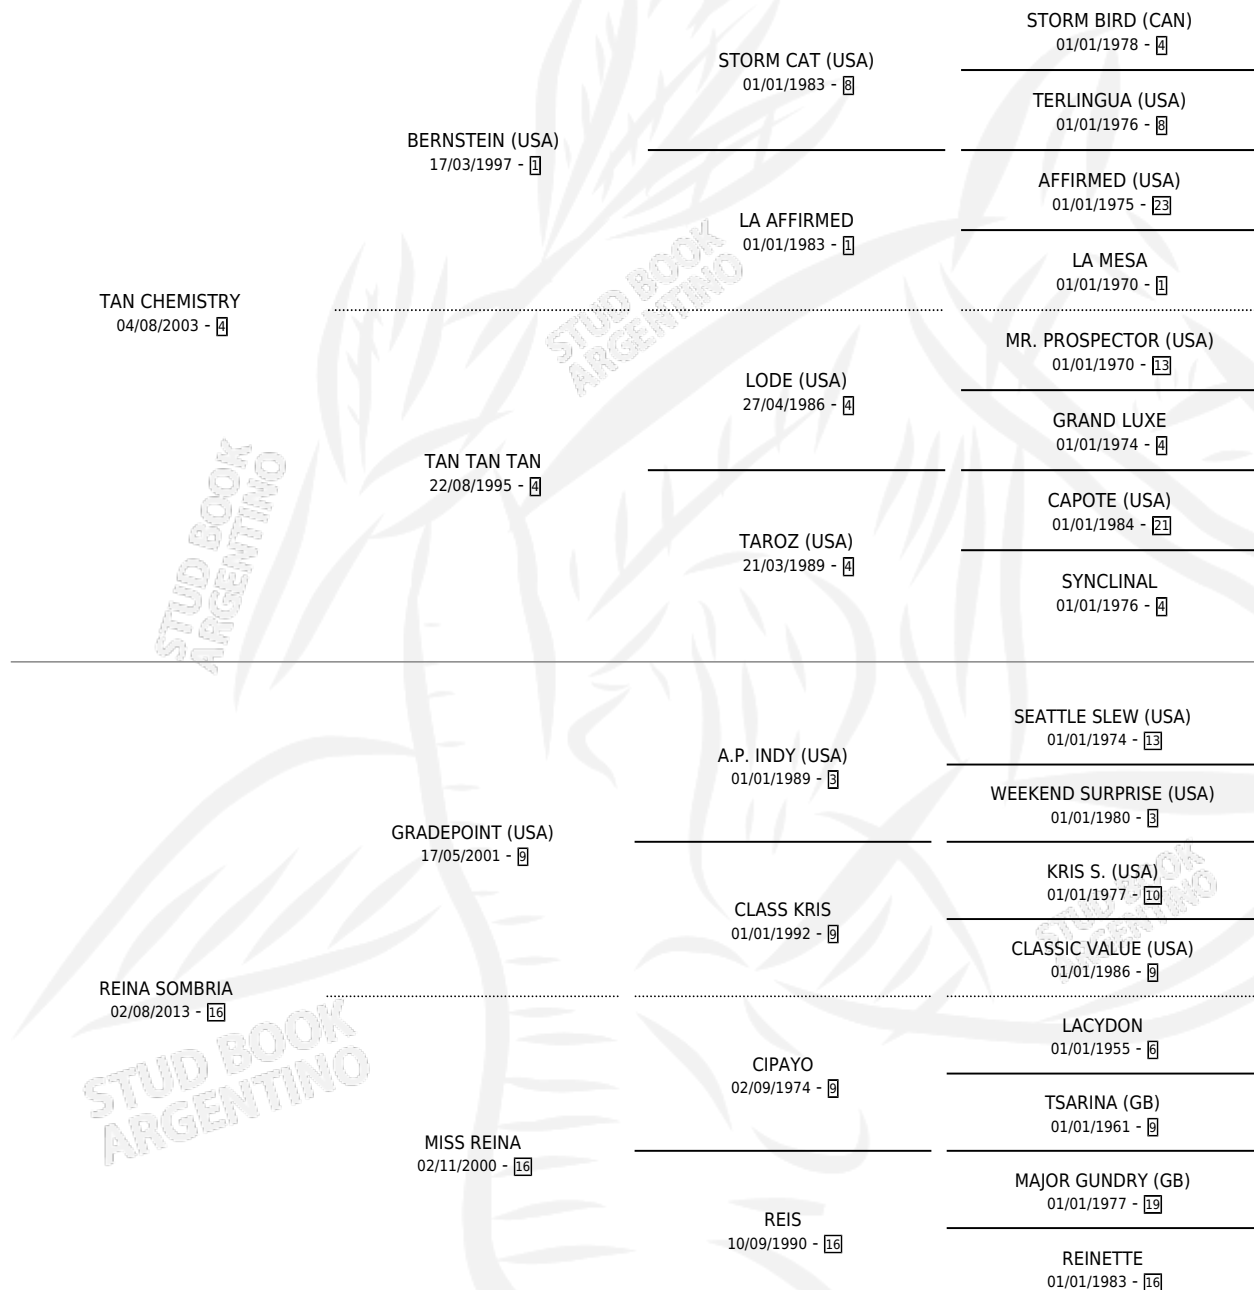 STORM BIRD (CAN)
01/01/1978 - 4
STORM CAT (USA)
01/01/1983 - 8
TERLINGUA (USA)
01/01/1976 - 8
BERNSTEIN (USA)
17/03/1997 - 1
AFFIRMED (USA)
01/01/1975 - 23
LA AFFIRMED
01/01/1983 - 1
LA MESA
01/01/1970 - 1
TAN CHEMISTRY
04/08/2003 - 4
MR. PROSPECTOR (USA)
01/01/1970 - 13
LODE (USA)
27/04/1986 - 4
GRAND LUXE
01/01/1974 - 4
TAN TAN TAN
22/08/1995 - 4
CAPOTE (USA)
01/01/1984 - 21
TAROZ (USA)
21/03/1989 - 4
SYNCLINAL
01/01/1976 - 4
STUD BOOK
ARGENTINO
STUD BOOK
ARGENTINO
SEATTLE SLEW (USA)
01/01/1974 - 13
A.P. INDY (USA)
01/01/1989 - 3
WEEKEND SURPRISE (USA)
01/01/1980 - 3
GRADEPOINT (USA)
17/05/2001 - 9
KRIS S. (USA)
01/01/1977 - 10
CLASS KRIS
01/01/1992 - 9
CLASSIC VALUE (USA)
01/01/1986 - 9
REINA SOMBRIA
02/08/2013 - 16
LACYDON
01/01/1955 - 6
CIPAYO
02/09/1974 - 9
TSARINA (GB)
01/01/1961 - 9
MISS REINA
02/11/2000 - 16
MAJOR GUNDRY (GB)
01/01/1977 - 19
REIS
10/09/1990 - 16
REINETTE
01/01/1983 - 16
STUD BOOK
ARGENTINO
STUD BOOK
ARGENTINO